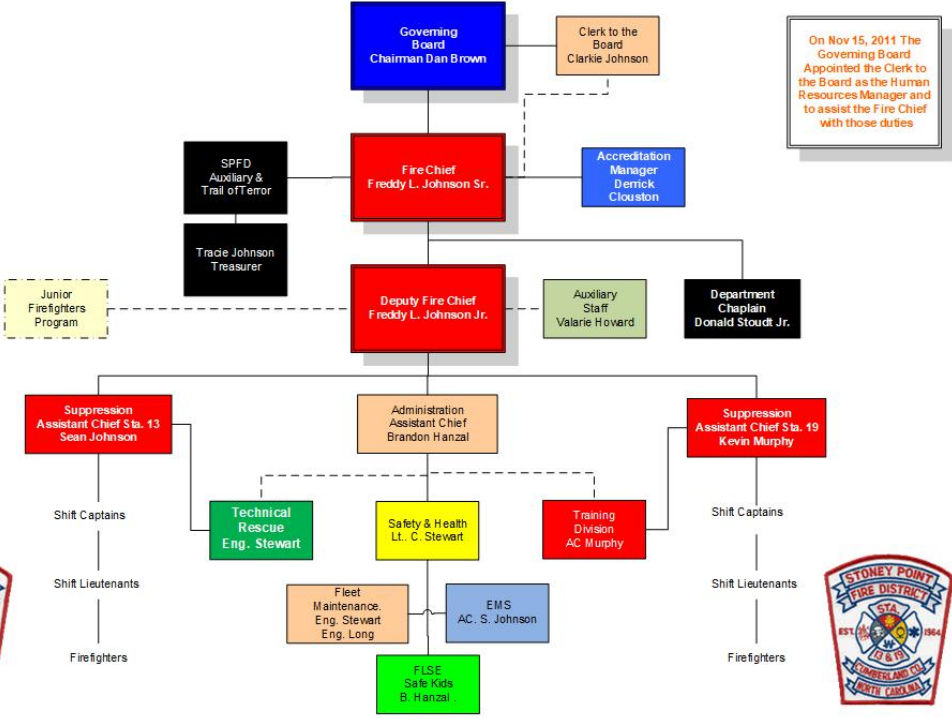 Governing
Board
Chairman Dan Brown
Clerk to the
Board
Clarkie Johnson
On Nov 15, 2011 The
Governing Board
Appointed the Clerk to
the Board as the Human
Resources Manager and
to assist the Fire Chief
with those duties
SPFD
Auxiliary &
Trail of Terror
Fire Chief
Freddy L. Johnson Sr.
Accreditation
Manager
Derrick
Clouston
Tracie Johnson
Treasurer
Junior
Firefighters
Program
Deputy Fire Chief
Freddy L. Johnson Jr.
Auxiliary
Staff
Valarie Howard
Department
Chaplain
Donald Stoudt Jr.
Suppression
Assistant Chief Sta. 13
Sean Johnson
Administration
Assistant Chief
Brandon Hanzal
Suppression
Assistant Chief Sta. 19
Kevin Murphy
Shift Captains
Technical
Rescue
Eng. Stewart
Safety & Health
Lt.. C. Stewart
Training
Division
AC Murphy
Shift Captains
Shift Lieutenants
Fleet
Maintenance.
Eng. Stewart
Eng. Long
EMS
AC. S. Johnson
Shift Lieutenants
Firefighters
FLSE
Safe Kids
B. Hanzal .
Firefighters
STONEY POINT
FIRE DISTRICT
STA.
EST. 1964
13 & 19
CUMBERLAND CO.
NORTH CAROLINA